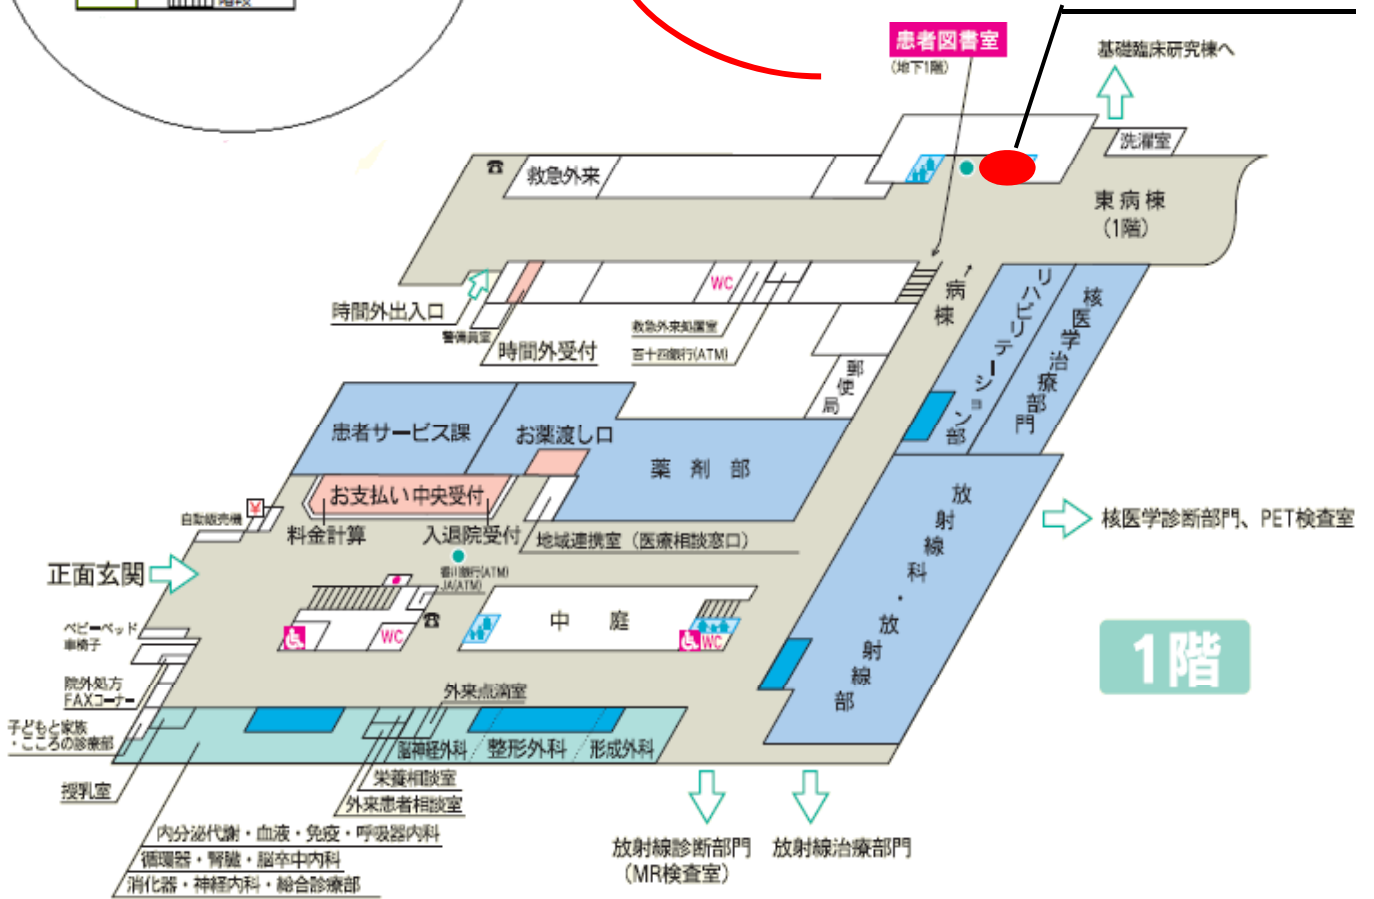 患者図書室
(地下1階)
基礎臨床研究棟へ
洗濯室
救急外来
東病棟
(1階)
WC
病棟
リハビリテーション部
核医学治療部門
時間外出入口
警備員室
時間外受付
救急外来処置室
百十四銀行(ATM)
郵便局
患者サービス課
お薬渡し口
薬剤部
お支払い 中央受付
¥
自動販売機
料金計算
入退院受付
地域連携室（医療相談窓口）
放射線科・放射線部
核医学診断部門、PET検査室
正面玄関
香川銀行(ATM)
JA(ATM)
中庭
WC
WC
ベビーベッド
車椅子
院外処方
FAXコーナー
子どもと家族
・こころの診療部
授乳室
外来点滴室
脳神経外科
整形外科
形成外科
栄養相談室
外来患者相談室
内分泌代謝・血液・免疫・呼吸器内科
循環器・腎臓・脳卒中内科
消化器・神経内科・総合診療部
放射線診断部門
(MR検査室)
放射線治療部門
1階